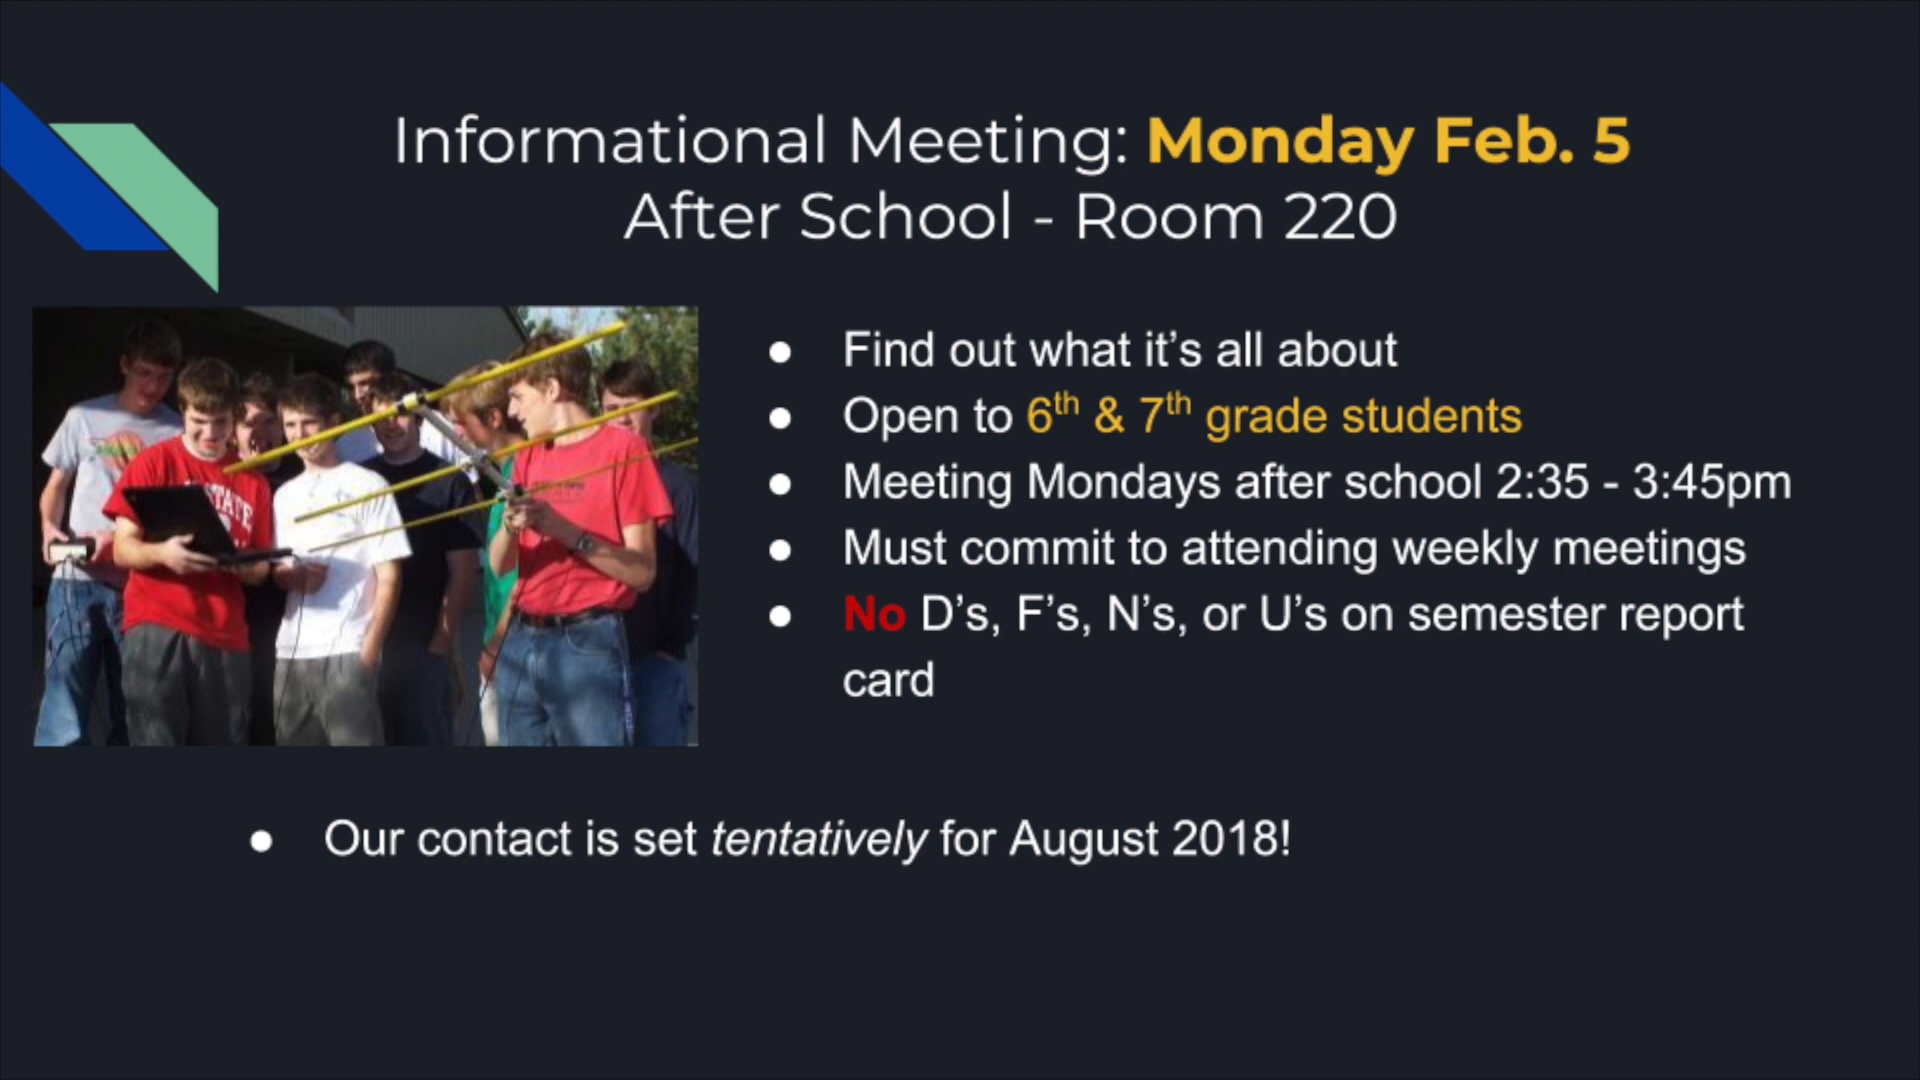 Informational Meeting: Monday Feb. 5
After School - Room 220
● Find out what it’s all about
● Open to 6th & 7th grade students
● Meeting Mondays after school 2:35 - 3:45pm
● Must commit to attending weekly meetings
● No D’s, F’s, N’s, or U’s on semester report
card
STATE
● Our contact is set tentatively for August 2018!